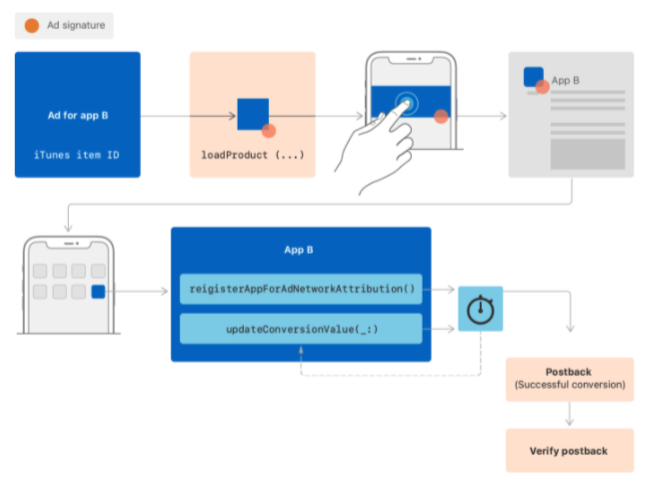 Ad signature
Ad for app B
iTunes item ID
loadProduct (...)
App B
App B
reigisterAppForAdNetworkAttribution()
updateConversionValue(_:)
Postback
(Successful conversion)
Verify postback